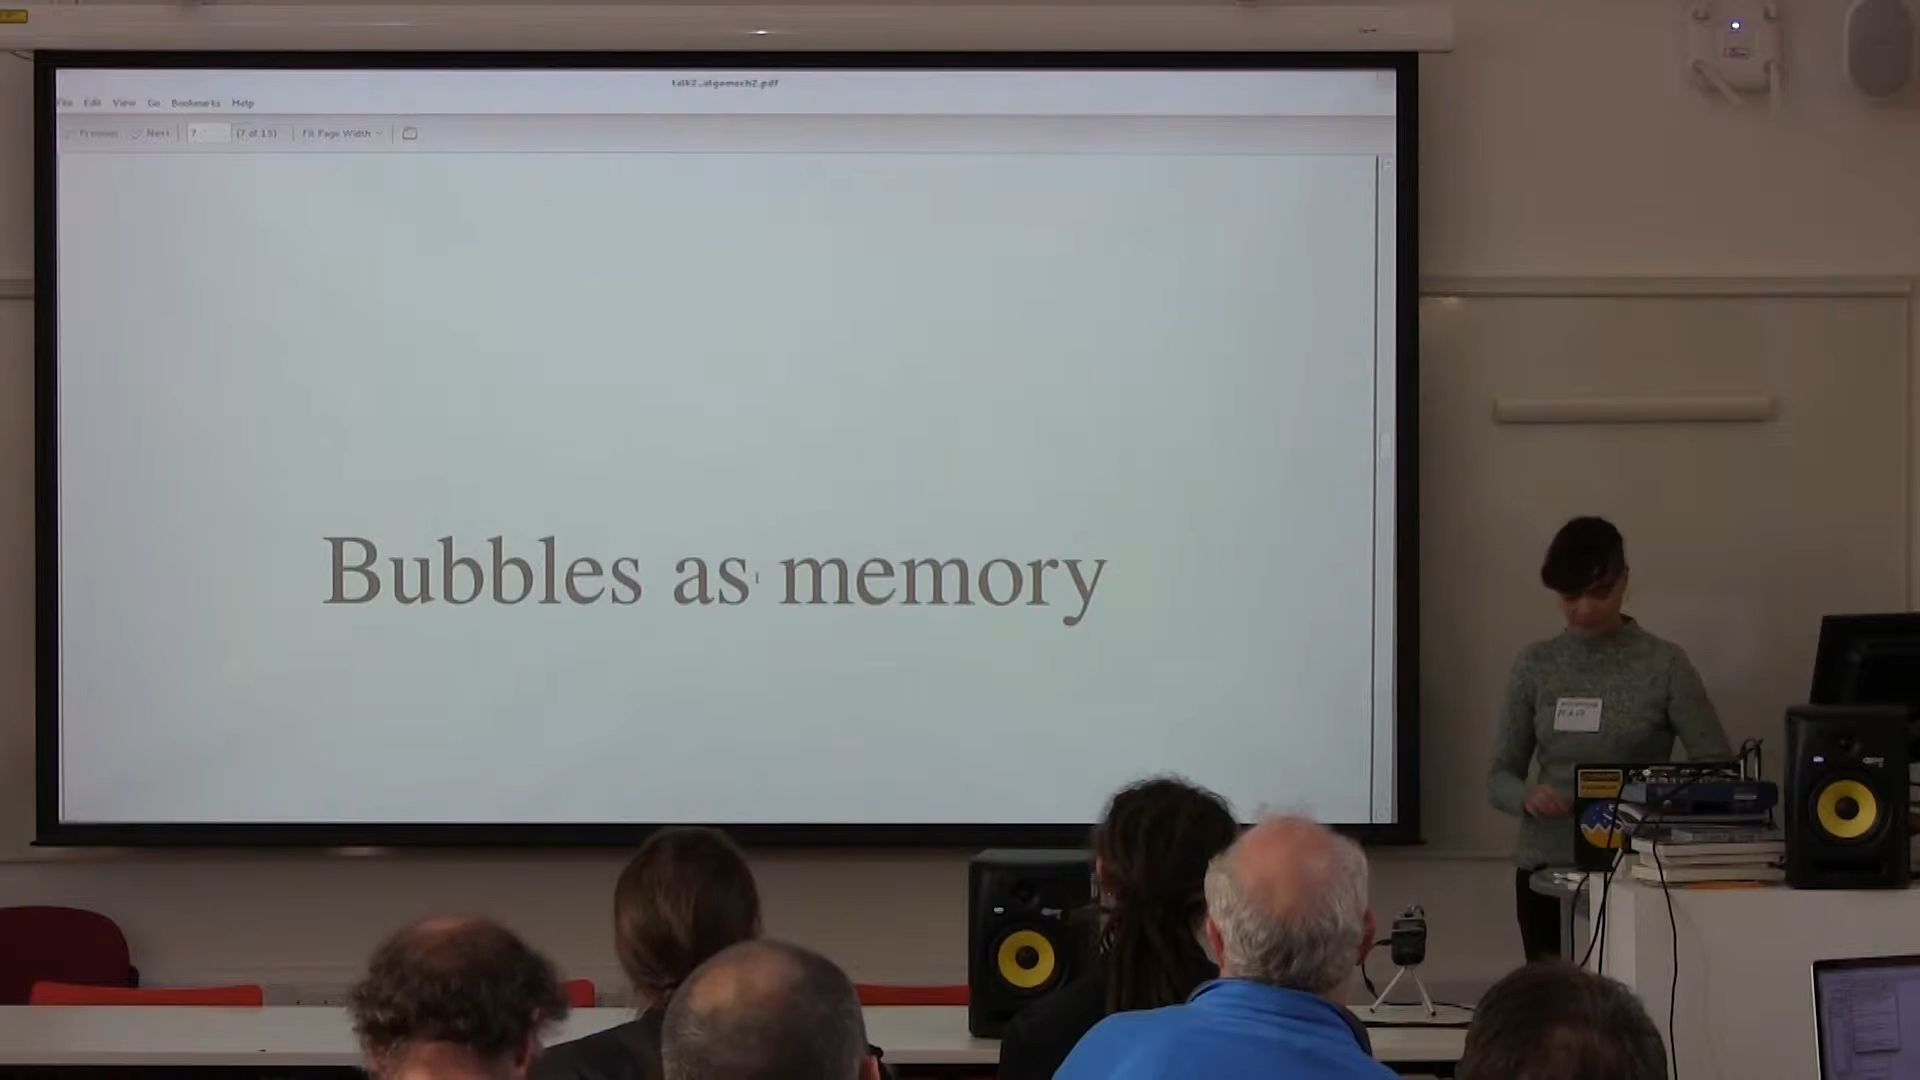 talk2_algomech2.pdf
File Edit View Go Bookmarks Help
Previous Next 7 (7 of 15) Fit Page Width
Bubbles as memory